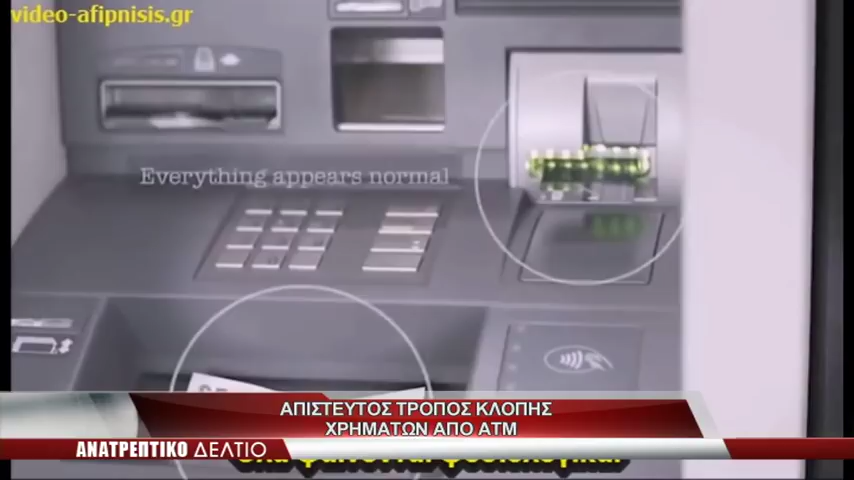 video-afipnisis.gr
Everything appears normal
ΑΠΙΣΤΕΥΤΟΣ ΤΡΟΠΟΣ ΚΛΟΠΗΣ
ΧΡΗΜΑΤΩΝ ΑΠΟ ΑΤΜ
ΑΝΑΤΡΕΠΤΙΚΟ ΔΕΛΤΙΟ